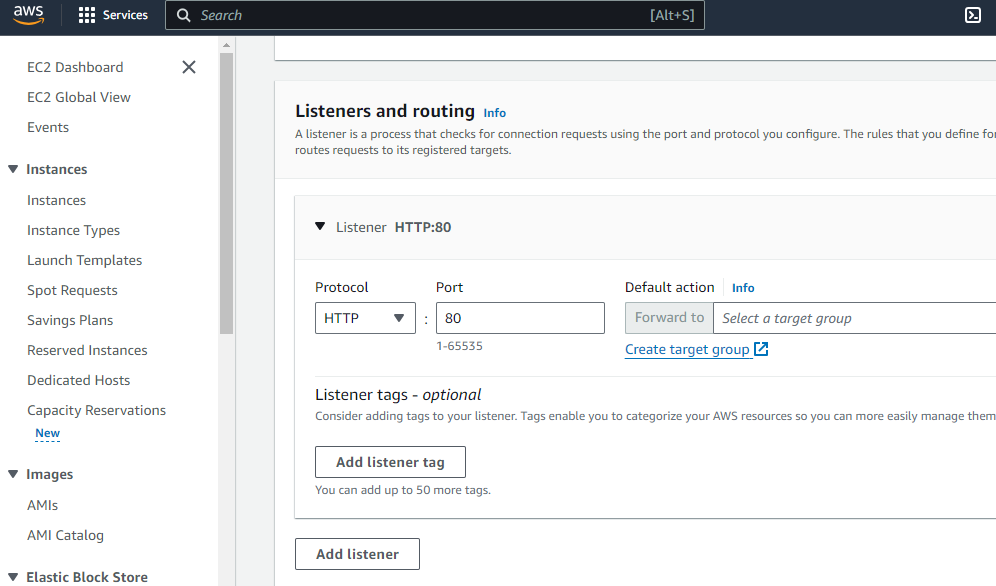 aws
Services
Search
[Alt+S]
EC2 Dashboard
EC2 Global View
Events
Instances
Instances
Instance Types
Launch Templates
Spot Requests
Savings Plans
Reserved Instances
Dedicated Hosts
Capacity Reservations
New
Images
AMIs
AMI Catalog
Elastic Block Store
Listeners and routing Info
A listener is a process that checks for connection requests using the port and protocol you configure. The rules that you define for
routes requests to its registered targets.
Listener HTTP:80
Protocol
Port
Default action
Info
HTTP
:
80
Forward to
Select a target group
1-65535
Create target group
Listener tags - optional
Consider adding tags to your listener. Tags enable you to categorize your AWS resources so you can more easily manage them
Add listener tag
You can add up to 50 more tags.
Add listener